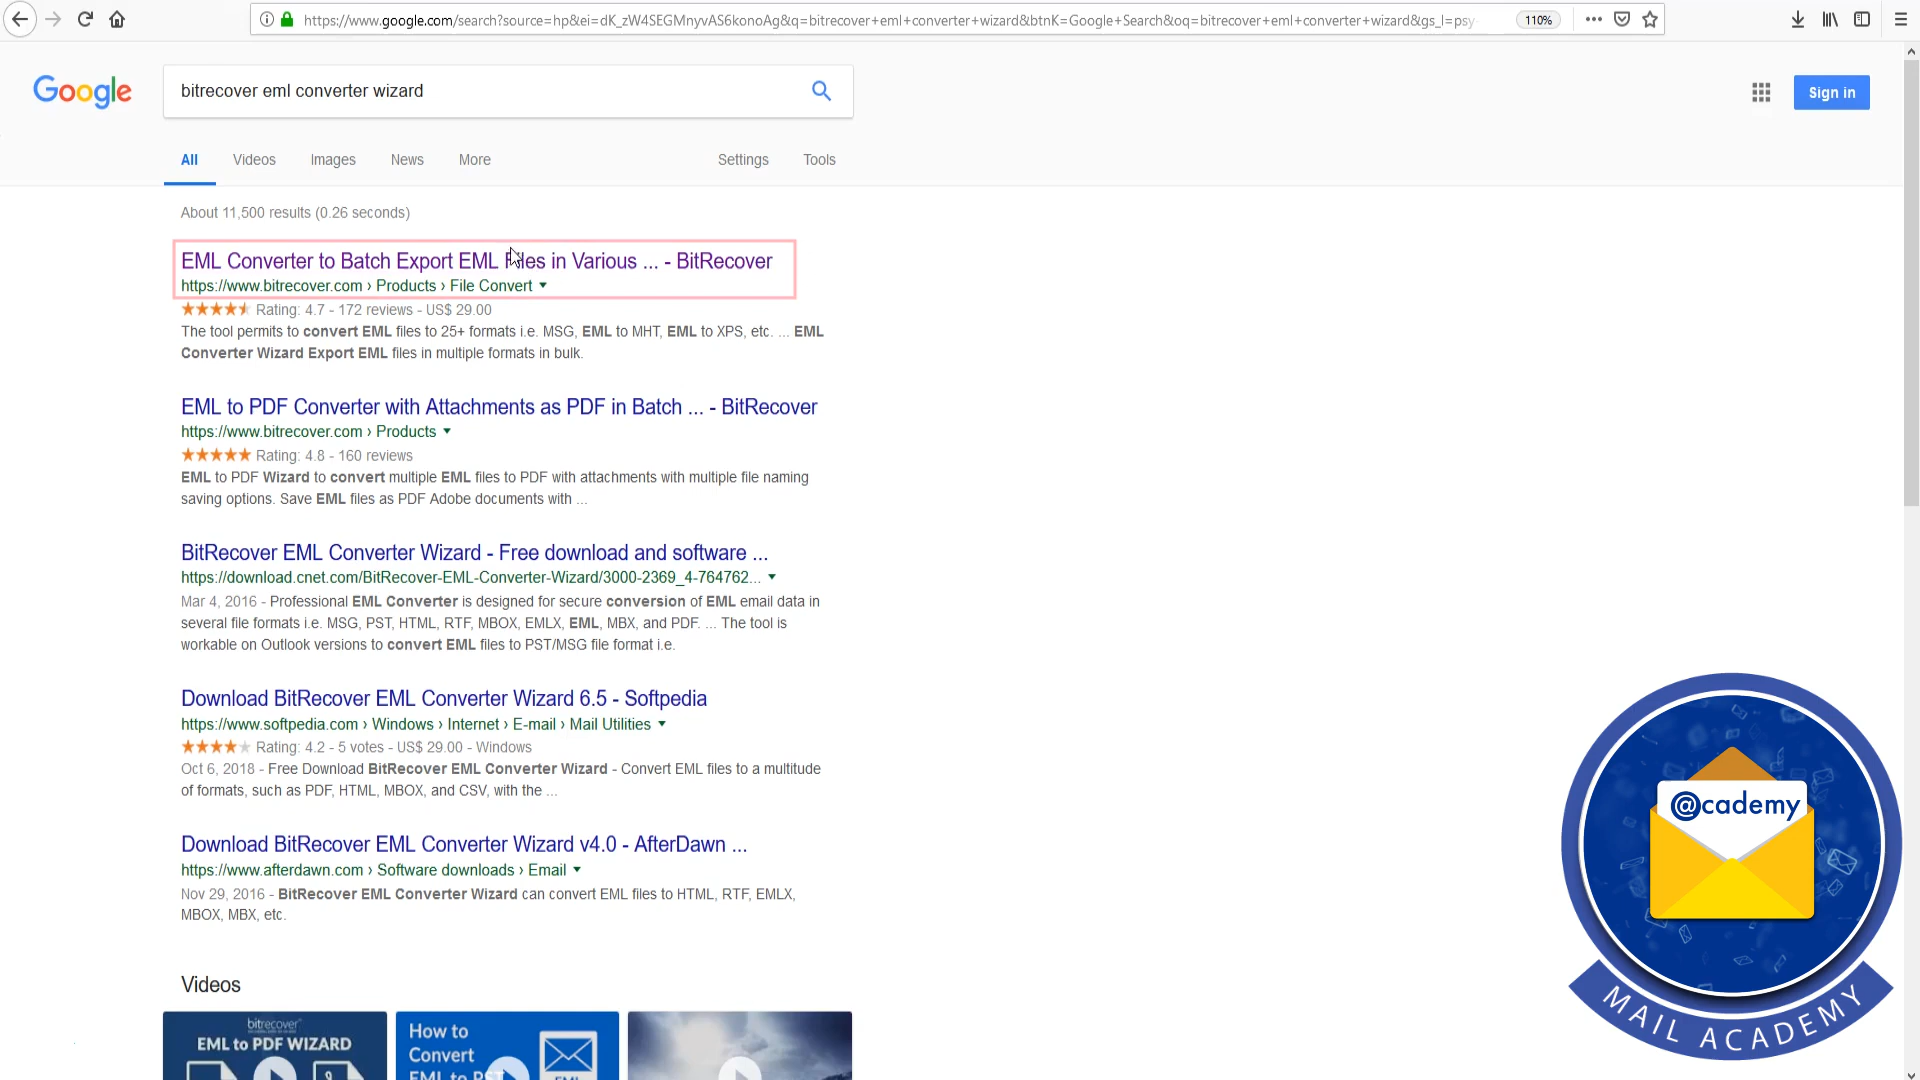 https://www.google.com/search?source=hp&ei=dK_zW4SEGMnyvAS6konoAg&q=bitrecover+eml+converter+wizard&btnK=Google+Search&oq=bitrecover+eml+converter+wizard&gs_l=psy
110%
Google
bitrecover eml converter wizard
Sign in
All Videos Images News More Settings Tools
About 11,500 results (0.26 seconds)
EML Converter to Batch Export EML Files in Various ... - BitRecover
https://www.bitrecover.com › Products › File Convert
Rating: 4.7 - 172 reviews - US$ 29.00
The tool permits to convert EML files to 25+ formats i.e. MSG, EML to MHT, EML to XPS, etc. ... EML
Converter Wizard Export EML files in multiple formats in bulk.
EML to PDF Converter with Attachments as PDF in Batch ... - BitRecover
https://www.bitrecover.com › Products
Rating: 4.8 - 160 reviews
EML to PDF Wizard to convert multiple EML files to PDF with attachments with multiple file naming
saving options. Save EML files as PDF Adobe documents with ...
BitRecover EML Converter Wizard - Free download and software ...
https://download.cnet.com/BitRecover-EML-Converter-Wizard/3000-2369_4-764762...
Mar 4, 2016 - Professional EML Converter is designed for secure conversion of EML email data in
several file formats i.e. MSG, PST, HTML, RTF, MBOX, EMLX, EML, MBX, and PDF. ... The tool is
workable on Outlook versions to convert EML files to PST/MSG file format i.e.
Download BitRecover EML Converter Wizard 6.5 - Softpedia
https://www.softpedia.com › Windows › Internet › E-mail › Mail Utilities
Rating: 4.2 - 5 votes - US$ 29.00 - Windows
Oct 6, 2018 - Free Download BitRecover EML Converter Wizard - Convert EML files to a multitude
of formats, such as PDF, HTML, MBOX, and CSV, with the ...
Download BitRecover EML Converter Wizard v4.0 - AfterDawn ...
https://www.afterdawn.com › Software downloads › Email
Nov 29, 2016 - BitRecover EML Converter Wizard can convert EML files to HTML, RTF, EMLX,
MBOX, MBX, etc.
Videos
bitrecover
EML to PDF WIZARD
How to
Convert
EML to PST
EML
@cademy
MAIL ACADEMY